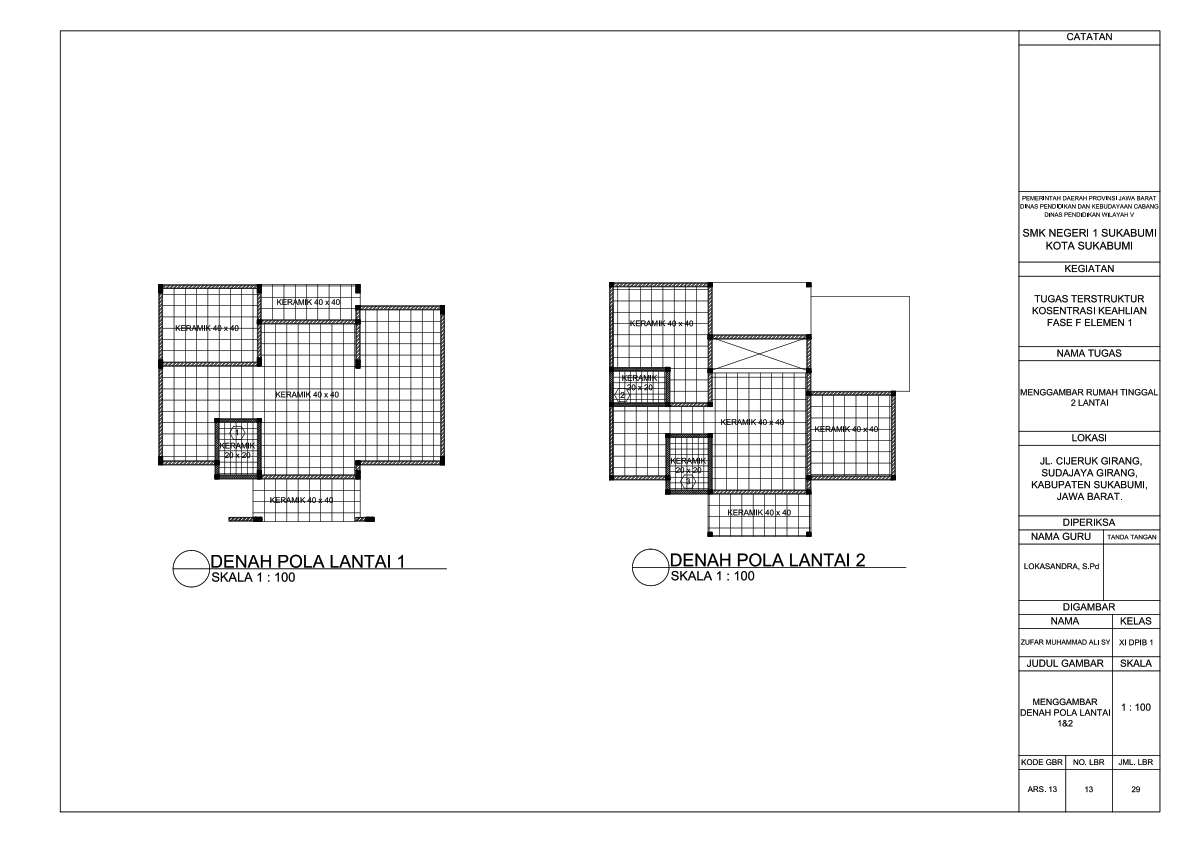 KERAMIK 40 x 40
KERAMIK 40 x 40
KERAMIK 40 x 40
1
KERAMIK
20 x 20
KERAMIK 40 x 40
DENAH POLA LANTAI 1
SKALA 1 : 100
KERAMIK 40 x 40
KERAMIK
20 x 20
2
KERAMIK 40 x 40
KERAMIK 40 x 40
KERAMIK
20 x 20
3
KERAMIK 40 x 40
DENAH POLA LANTAI 2
SKALA 1 : 100
CATATAN
PEMERINTAH DAERAH PROVINSI JAWA BARAT
DINAS PENDIDIKAN DAN KEBUDAYAAN CABANG
DINAS PENDIDIKAN WILAYAH V
SMK NEGERI 1 SUKABUMI
KOTA SUKABUMI
KEGIATAN
TUGAS TERSTRUKTUR
KOSENTRASI KEAHLIAN
FASE F ELEMEN 1
NAMA TUGAS
MENGGAMBAR RUMAH TINGGAL
2 LANTAI
LOKASI
JL. CIJERUK GIRANG,
SUDAJAYA GIRANG,
KABUPATEN SUKABUMI,
JAWA BARAT.
DIPERIKSA
NAMA GURU TANDA TANGAN
LOKASANDRA, S.Pd
DIGAMBAR
NAMA KELAS
ZUFAR MUHAMMAD ALI SY XI DPIB 1
JUDUL GAMBAR SKALA
MENGGAMBAR
DENAH POLA LANTAI
1&2
1 : 100
KODE GBR NO. LBR JML. LBR
ARS. 13 13 29